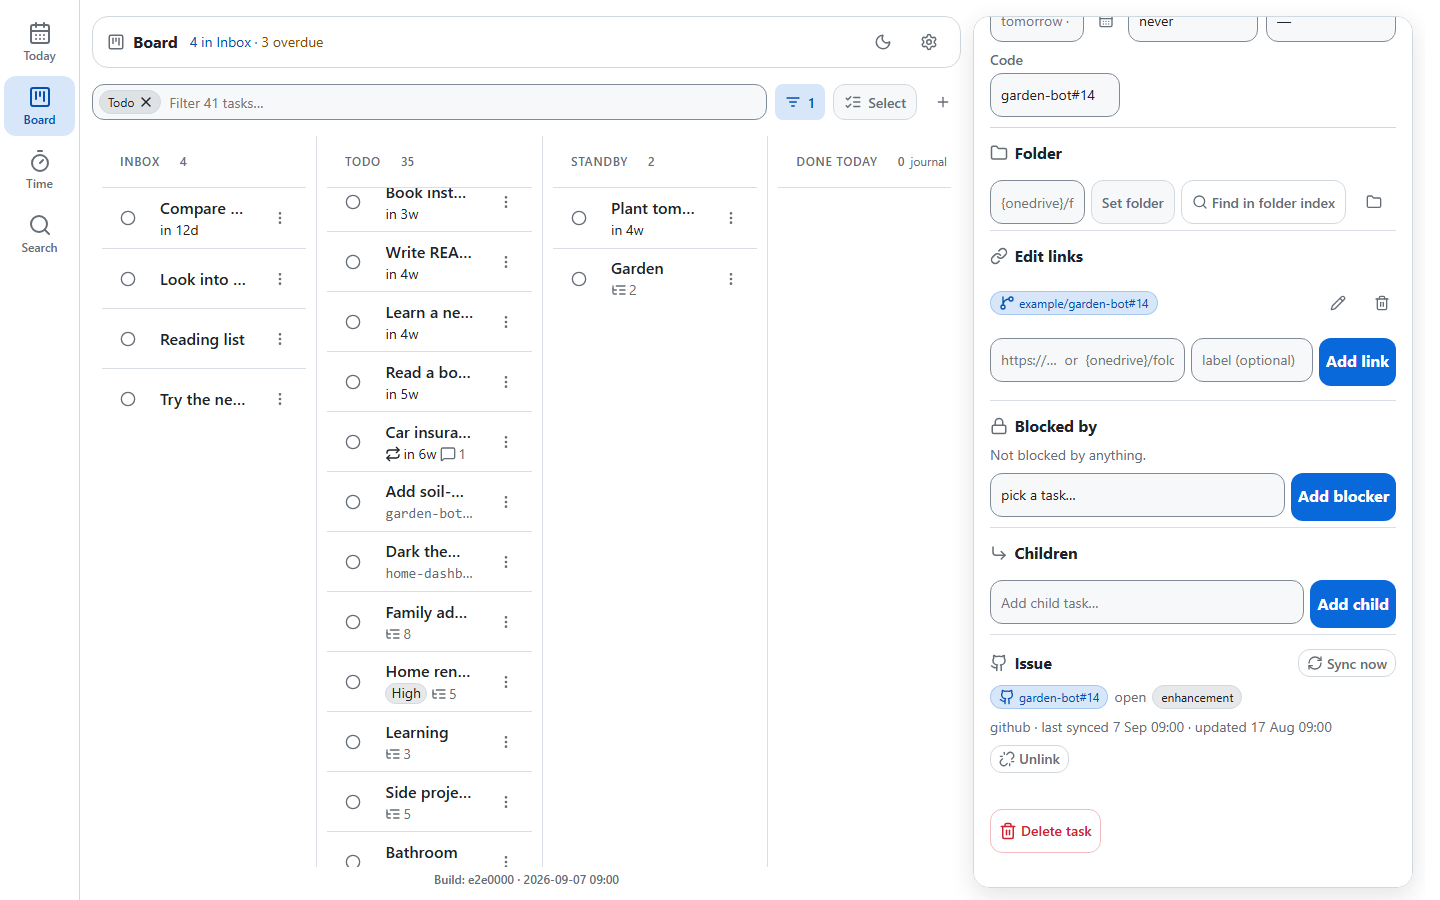 Today
Board
Time
Search
Board 4 in Inbox · 3 overdue
Todo Filter 41 tasks...
1
Select
INBOX 4
Compare ...
in 12d
Look into ...
Reading list
Try the ne...
TODO 35
Book inst...
in 3w
Write REA...
in 4w
Learn a ne...
in 4w
Read a bo...
in 5w
Car insura...
in 6w 1
Add soil-...
garden-bot...
Dark the...
home-dashb...
Family ad...
8
Home ren...
High 5
Learning
3
Side proje...
5
Bathroom
STANDBY 2
Plant tom...
in 4w
Garden
2
DONE TODAY 0 journal
Build: e2e0000 · 2026-09-07 09:00
tomorrow · never —
Code
garden-bot#14
Folder
{onedrive}/f Set folder Find in folder index
Edit links
example/garden-bot#14
https://... or {onedrive}/folc label (optional) Add link
Blocked by
Not blocked by anything.
pick a task... Add blocker
Children
Add child task... Add child
Issue Sync now
garden-bot#14 open enhancement
github · last synced 7 Sep 09:00 · updated 17 Aug 09:00
Unlink
Delete task